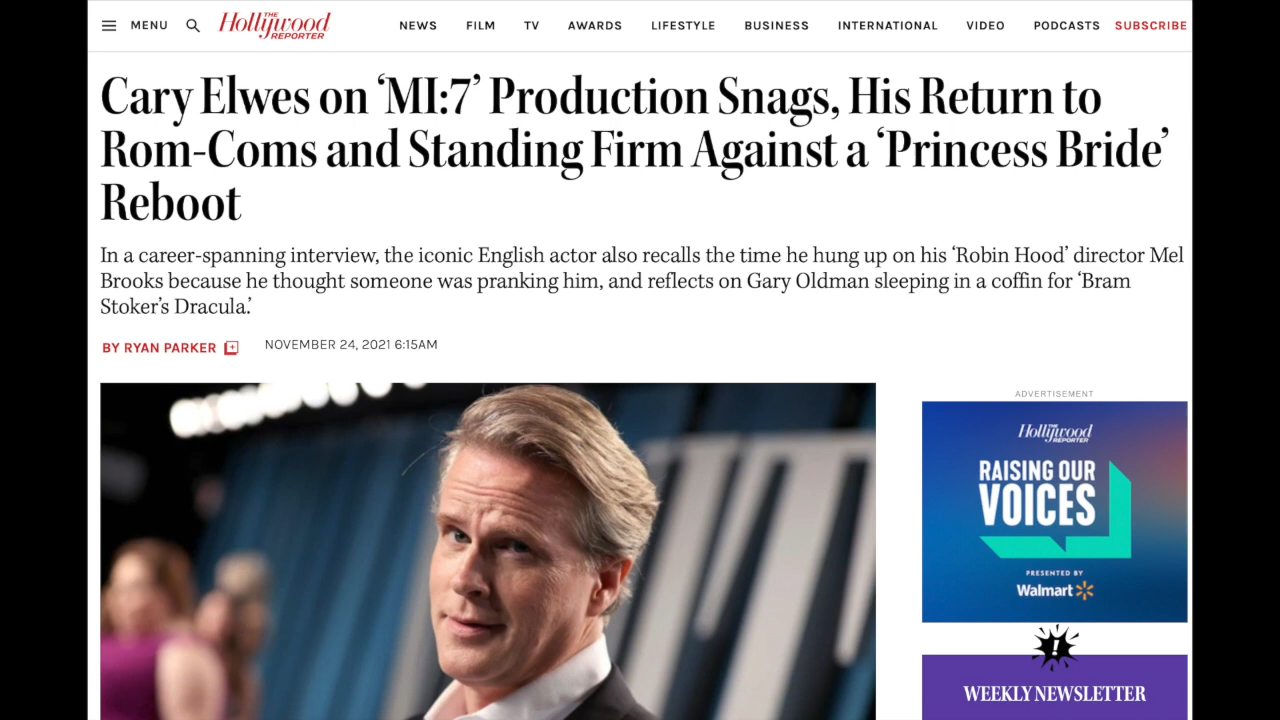 MENU
THE
Hollywood
REPORTER
NEWS FILM TV AWARDS LIFESTYLE BUSINESS INTERNATIONAL VIDEO PODCASTS SUBSCRIBE
Cary Elwes on ‘MI:7’ Production Snags, His Return to
Rom-Coms and Standing Firm Against a ‘Princess Bride’
Reboot
In a career-spanning interview, the iconic English actor also recalls the time he hung up on his ‘Robin Hood’ director Mel
Brooks because he thought someone was pranking him, and reflects on Gary Oldman sleeping in a coffin for ‘Bram
Stoker’s Dracula.’
BY RYAN PARKER
NOVEMBER 24, 2021 6:15AM
ADVERTISEMENT
THE
Hollywood
REPORTER
RAISING OUR
VOICES
PRESENTED BY
Walmart
!
WEEKLY NEWSLETTER